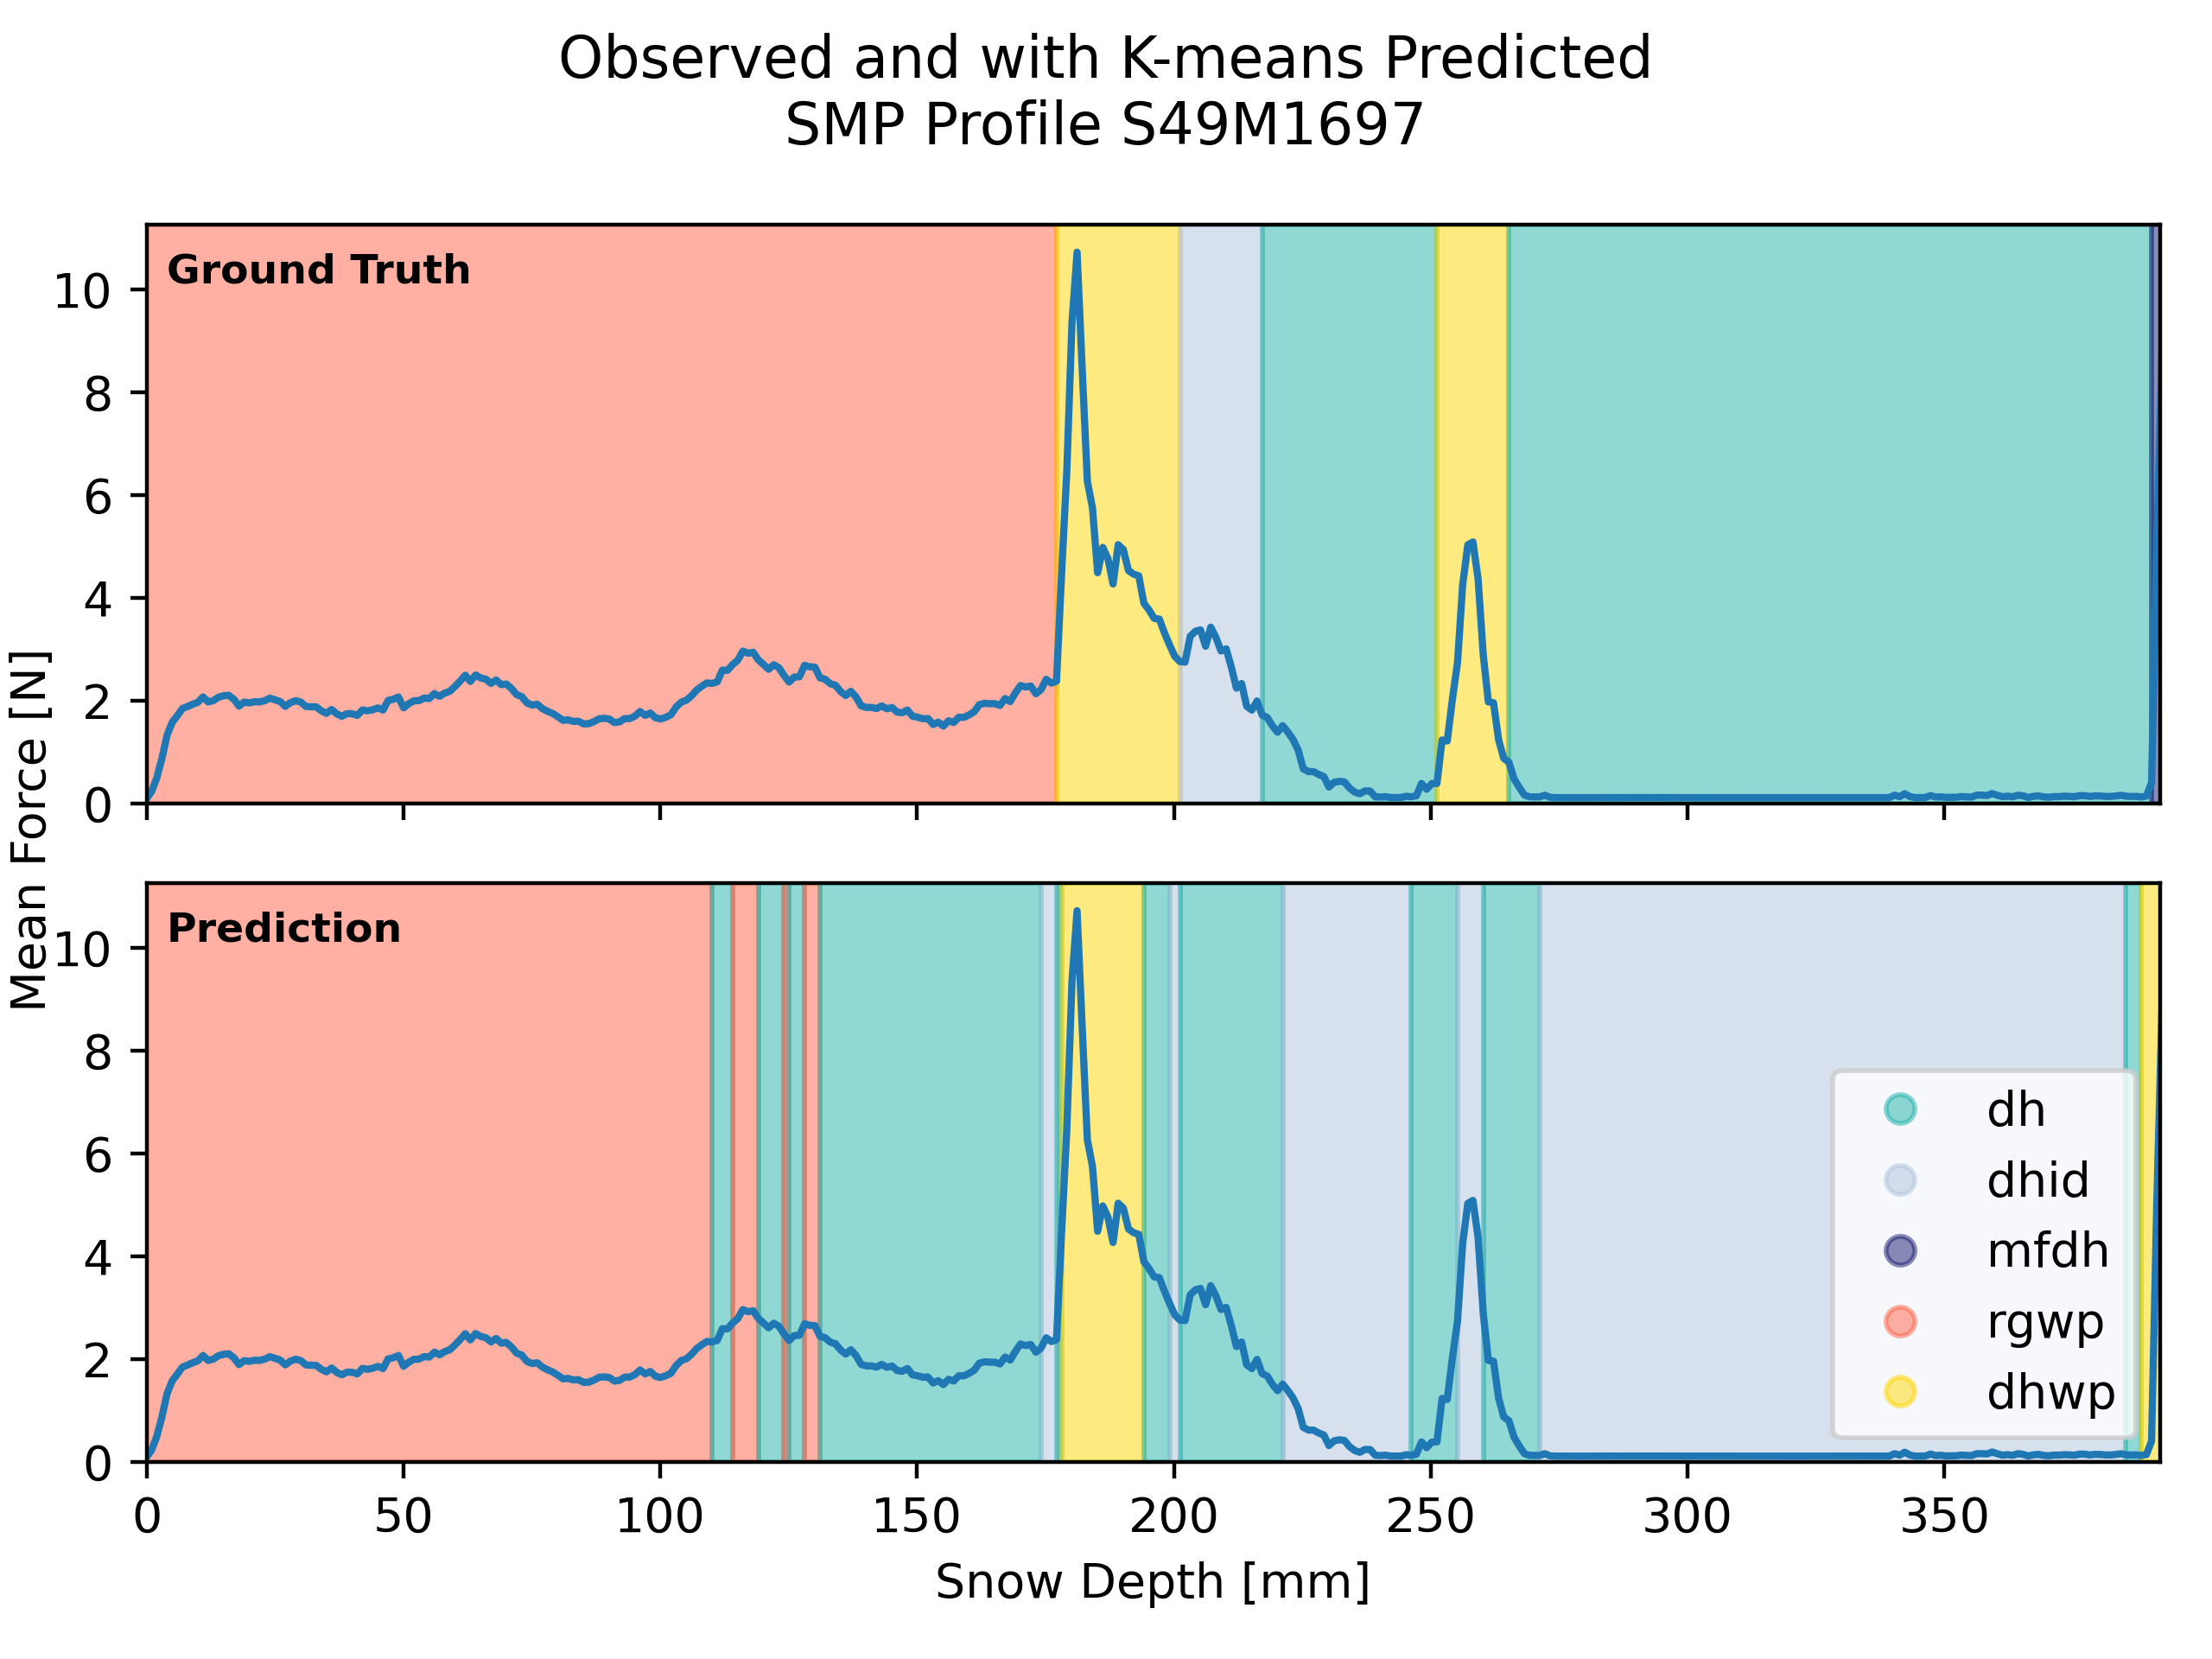 Observed and with K-means Predicted
SMP Profile S49M1697
Ground Truth
10
8
6
4
2
0
Mean Force [N]
Prediction
10
8
6
4
2
0
dh
dhid
mfdh
rgwp
dhwp
0 50 100 150 200 250 300 350
Snow Depth [mm]